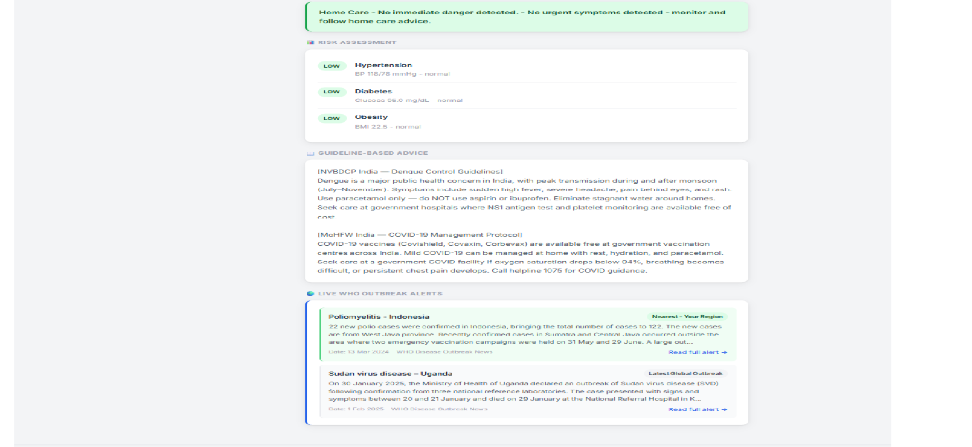 Home Care - No immediate danger detected. - No urgent symptoms detected - monitor and
follow home care advice.
RISK ASSESSMENT
LOW
Hypertension
BP 118/78 mmHg - normal
LOW
Diabetes
Glucose 98.0 mg/dL - normal
LOW
Obesity
BMI 22.5 - normal
GUIDELINE-BASED ADVICE
[NVBDCP India — Dengue Control Guidelines]
Dengue is a major public health concern in India, with peak transmission during and after monsoon
(July-November). Symptoms include sudden high fever, severe headache, pain behind eyes, and rash.
Use paracetamol only — do NOT use aspirin or ibuprofen. Eliminate stagnant water around homes.
Seek care at government hospitals where NS1 antigen test and platelet monitoring are available free of
cost.
[MoHFW India — COVID-19 Management Protocol]
COVID-19 vaccines (Covishield, Covaxin, Corbevax) are available free at government vaccination
centres across India. Mild COVID-19 can be managed at home with rest, hydration, and paracetamol.
Seek care at a government COVID facility if oxygen saturation drops below 94%, breathing becomes
difficult, or persistent chest pain develops. Call helpline 1075 for COVID guidance.
LIVE WHO OUTBREAK ALERTS
Poliomyelitis - Indonesia
Nearest - Your Region
22 new polio cases were confirmed in Indonesia, bringing the total number of cases to 122. The new cases
are from West Java province. Recently confirmed cases in Sumatra and Central Java occurred outside the
area where two emergency vaccination campaigns were held on 31 May and 29 June. A large out...
Date: 13 Mar 2024 WHO Disease Outbreak News
Read full alert →
Sudan virus disease – Uganda
Latest Global Outbreak
On 30 January 2025, the Ministry of Health of Uganda declared an outbreak of Sudan virus disease (SVD)
following confirmation from three national reference laboratories. The case presented with signs and
symptoms between 20 and 21 January and died on 29 January at the National Referral Hospital in K...
Date: 1 Feb 2025 WHO Disease Outbreak News
Read full alert →